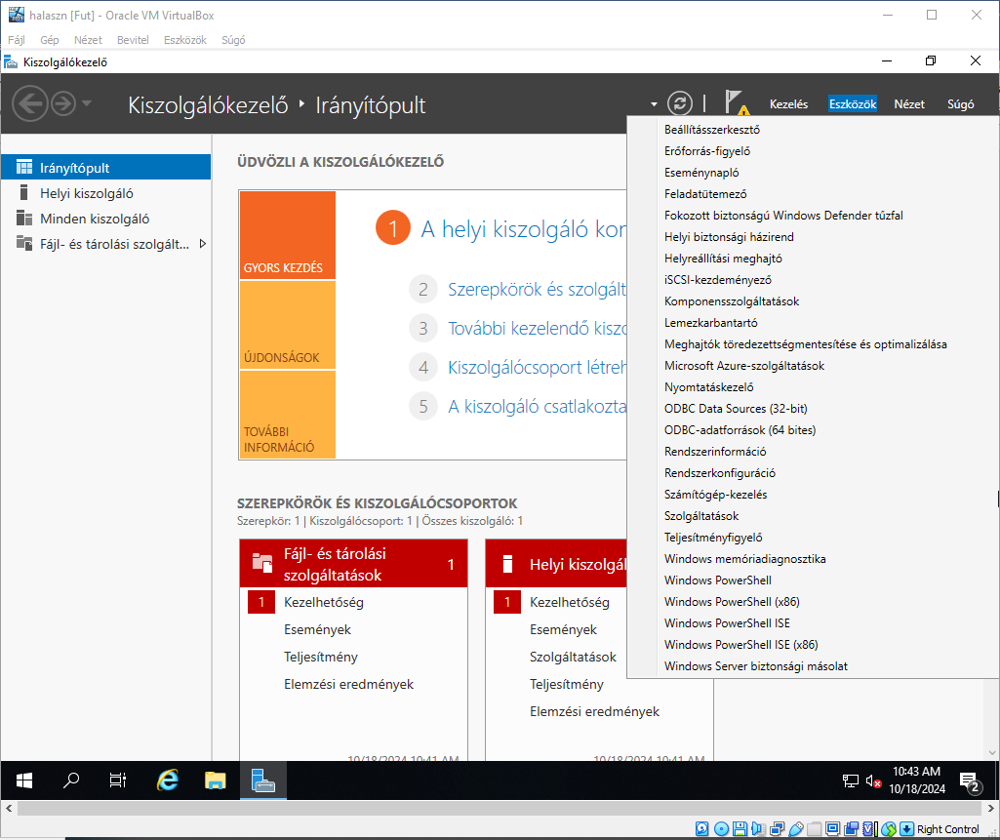 halaszn [Fut] - Oracle VM VirtualBox
Fájl Gép Nézet Bevitel Eszközök Súgó
Kiszolgálókezelő
Kiszolgálókezelő ‣ Irányítópult
Kezelés Eszközök Nézet Súgó
Irányítópult
Helyi kiszolgáló
Minden kiszolgáló
Fájl- és tárolási szolgált...
ÜDVÖZLI A KISZOLGÁLÓKEZELŐ
GYORS KEZDÉS
ÚJDONSÁGOK
TOVÁBBI
INFORMÁCIÓ
1 A helyi kiszolgáló kor
2 Szerepkörök és szolgált
3 További kezelendő kiszo
4 Kiszolgálócsoport létreh
5 A kiszolgáló csatlakozta
SZEREPKÖRÖK ÉS KISZOLGÁLÓCSOPORTOK
Szerepkör: 1 | Kiszolgálócsoport: 1 | Összes kiszolgáló: 1
Fájl- és tárolási
szolgáltatások
1
1 Kezelhetőség
Események
Teljesítmény
Elemzési eredmények
10/18/2024 10:41 AM
Helyi kiszolgál
1 Kezelhetőség
Események
Szolgáltatások
Teljesítmény
Elemzési eredmények
10/18/2024 10:41 AM
Beállításszerkesztő
Erőforrás-figyelő
Eseménynapló
Feladatütemező
Fokozott biztonságú Windows Defender tűzfal
Helyi biztonsági házirend
Helyreállítási meghajtó
iSCSI-kezdeményező
Komponensszolgáltatások
Lemezkarbantartó
Meghajtók töredezettségmentesítése és optimalizálása
Microsoft Azure-szolgáltatások
Nyomtatáskezelő
ODBC Data Sources (32-bit)
ODBC-adatforrások (64 bites)
Rendszerinformáció
Rendszerkonfiguráció
Számítógép-kezelés
Szolgáltatások
Teljesítményfigyelő
Windows memóriadiagnosztika
Windows PowerShell
Windows PowerShell (x86)
Windows PowerShell ISE
Windows PowerShell ISE (x86)
Windows Server biztonsági másolat
10:43 AM
10/18/2024
2
Right Control